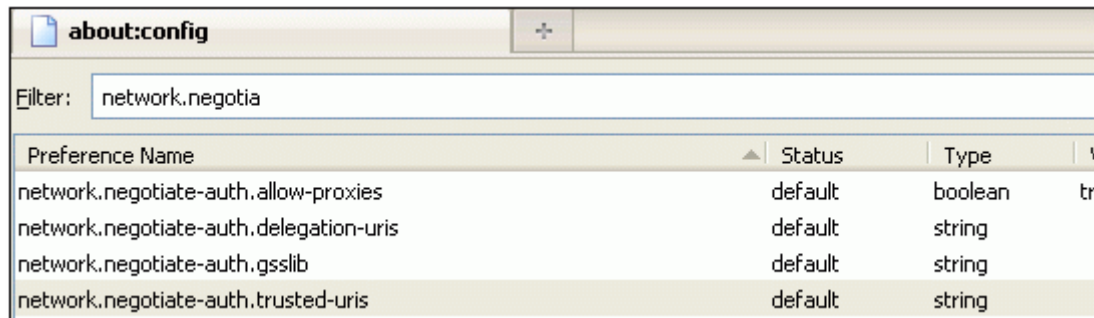 about:config
Filter: network.negotia
Preference Name Status Type
network.negotiate-auth.allow-proxies default boolean tr
network.negotiate-auth.delegation-uris default string
network.negotiate-auth.gsslib default string
network.negotiate-auth.trusted-uris default string